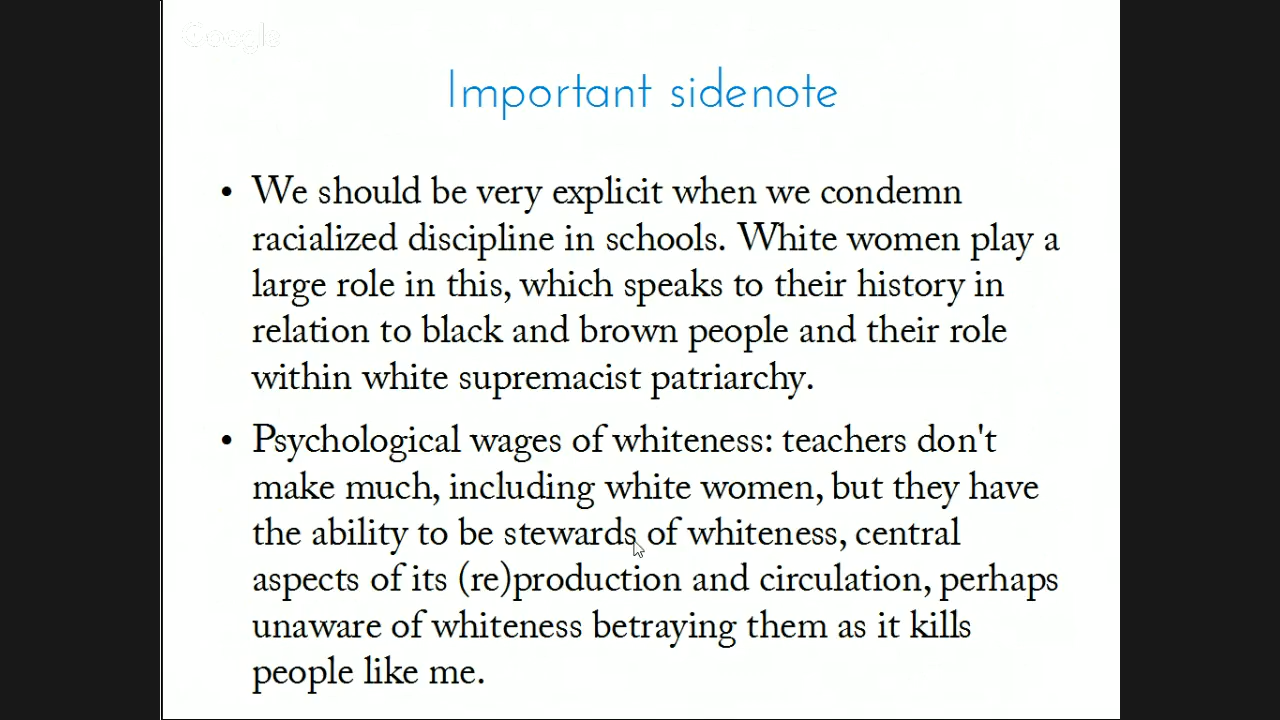 Google
Important sidenote
• We should be very explicit when we condemn
racialized discipline in schools. White women play a
large role in this, which speaks to their history in
relation to black and brown people and their role
within white supremacist patriarchy.
• Psychological wages of whiteness: teachers don't
make much, including white women, but they have
the ability to be stewards of whiteness, central
aspects of its (re)production and circulation, perhaps
unaware of whiteness betraying them as it kills
people like me.